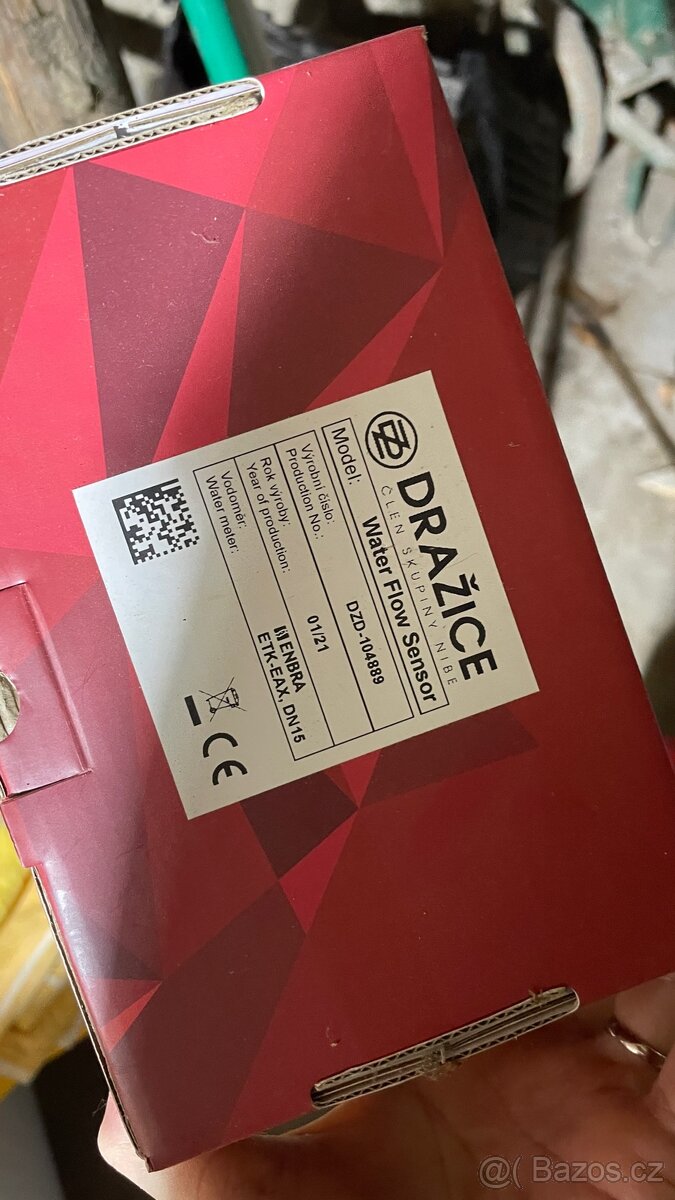 DRAŽICE
ČLEN SKUPINY NIBE
Model: Water Flow Sensor
Výrobní číslo:
Production No.: DZD-104889
Rok výroby:
Year of production: 01/21
Vodoměr:
Water meter: ENBRA
ETK-EAX, DN15
CE
@( Bazos.cz